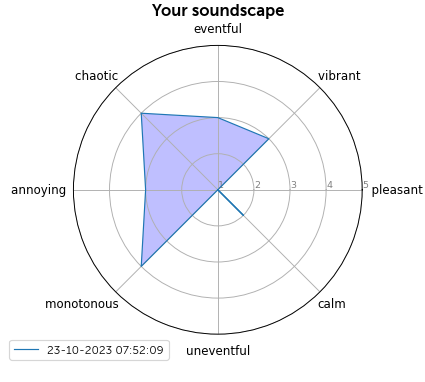 Your soundscape
eventful
chaotic
vibrant
annoying
1 2 3 4 5
pleasant
monotonous
calm
uneventful
23-10-2023 07:52:09